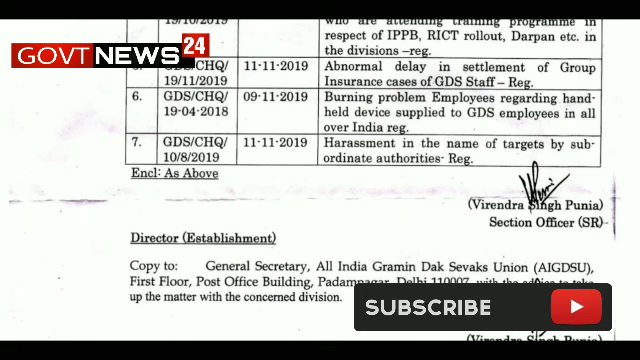 19/10/2019 who are attending training programme in
respect of IPPB, RICT rollout, Darpan etc. in
the divisions –reg.
GOVT NEWS 24
GDS/CHQ/ 11-11-2019 Abnormal delay in settlement of Group
19/11/2019 Insurance cases of GDS Staff – Reg.
6. GDS/CHQ/ 09-11-2019 Burning problem Employees regarding hand-
19-04-2018 held device supplied to GDS employees in all
over India reg.
7. GDS/CHQ/ 11-11-2019 Harassment in the name of targets by sub-
10/8/2019 ordinate authorities- Reg.
Encl: As Above
(Virendra Singh Punia)
Section Officer (SR)
Director (Establishment)
Copy to: General Secretary, All India Gramin Dak Sevaks Union (AIGDSU),
First Floor, Post Office Building, Padamnagar, Delhi 110007, with the advice to take
up the matter with the concerned division.
SUBSCRIBE